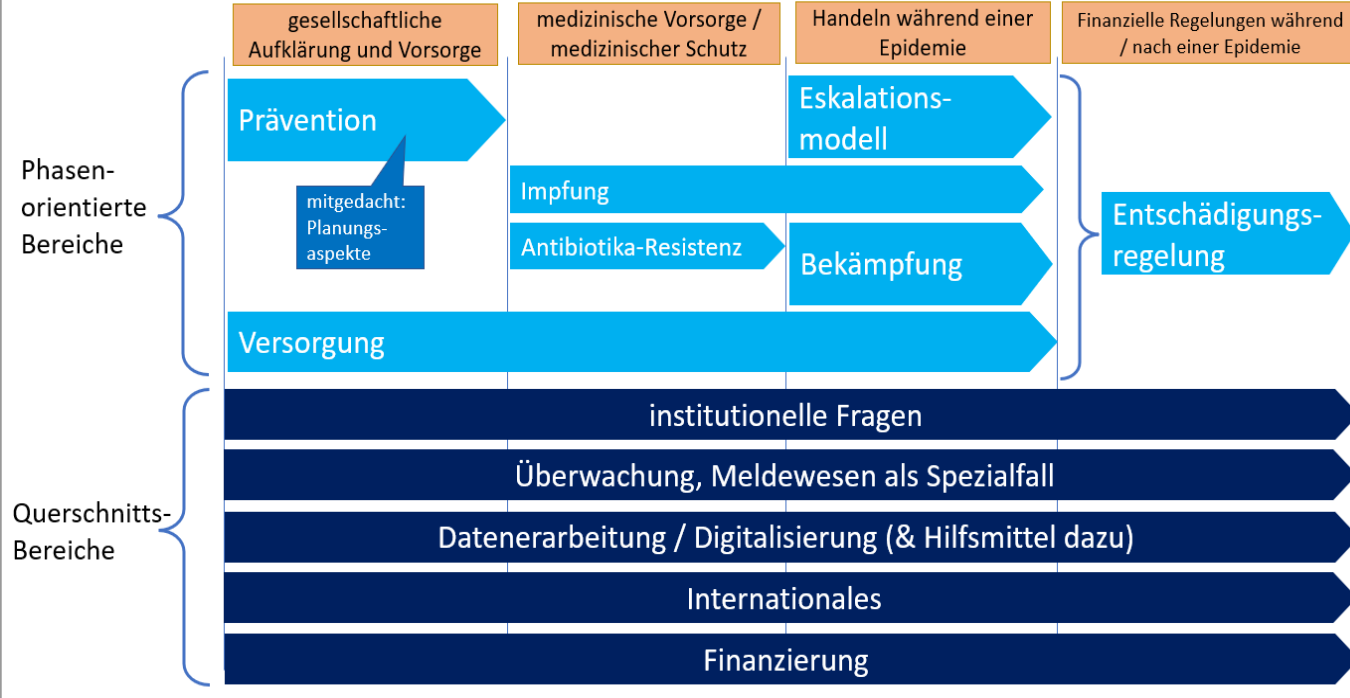 gesellschaftliche
Aufklärung und Vorsorge
medizinische Vorsorge /
medizinischer Schutz
Handeln während einer
Epidemie
Finanzielle Regelungen während
/ nach einer Epidemie
Phasen-
orientierte
Bereiche
Prävention
mitgedacht:
Planungs-
aspekte
Eskalations-
modell
Impfung
Antibiotika-Resistenz
Bekämpfung
Versorgung
Entschädigungs-
regelung
Querschnitts-
Bereiche
institutionelle Fragen
Überwachung, Meldewesen als Spezialfall
Datenerarbeitung / Digitalisierung (& Hilfsmittel dazu)
Internationales
Finanzierung